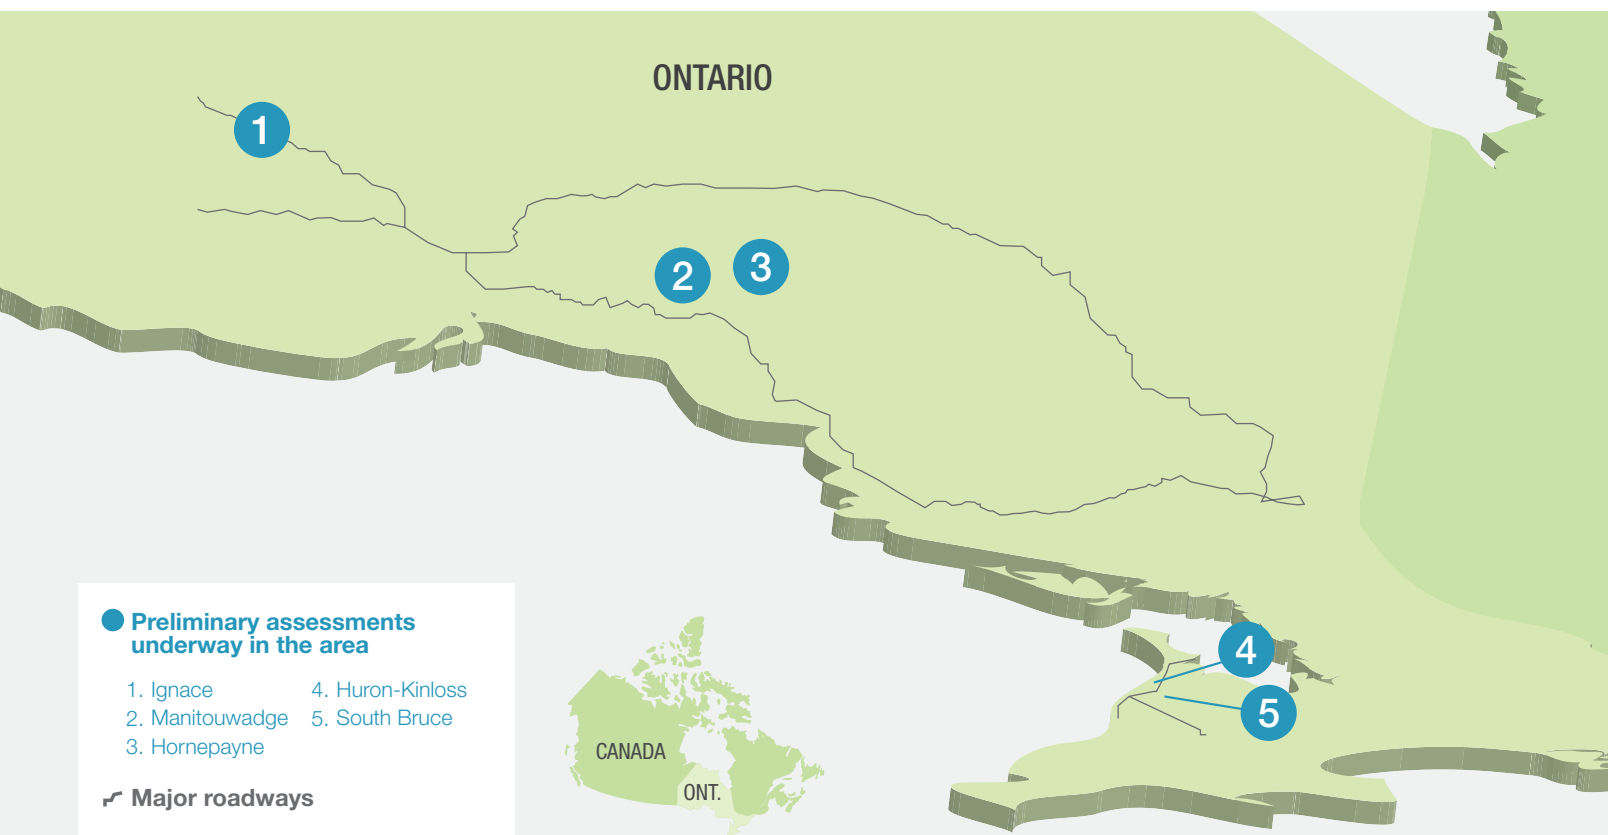 ONTARIO
1
2
3
4
5
Preliminary assessments
underway in the area
1. Ignace
2. Manitouwadge
3. Hornepayne
4. Huron-Kinloss
5. South Bruce
Major roadways
CANADA
ONT.